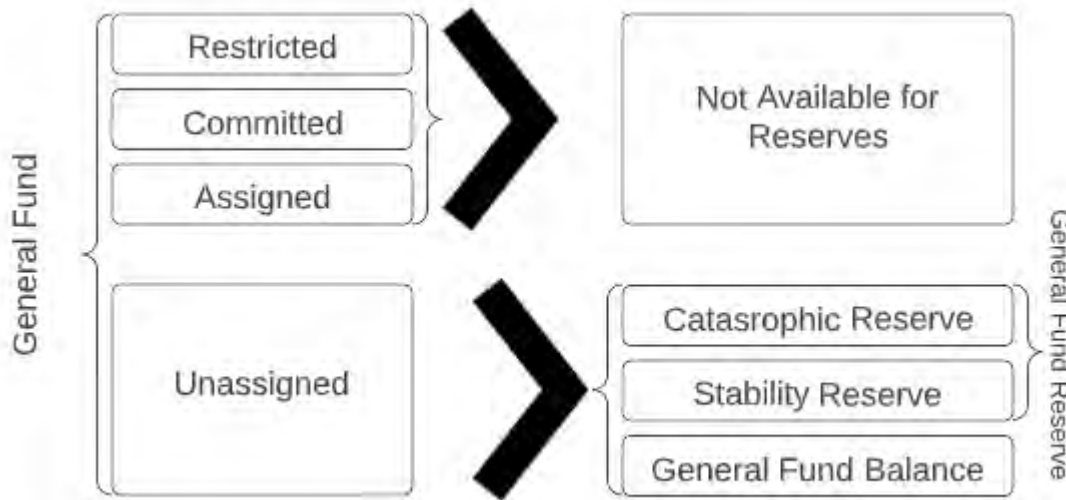 General Fund
Restricted
Committed
Assigned
Unassigned
Not Available for
Reserves
Catasrophic Reserve
Stability Reserve
General Fund Balance
General Fund Reserve